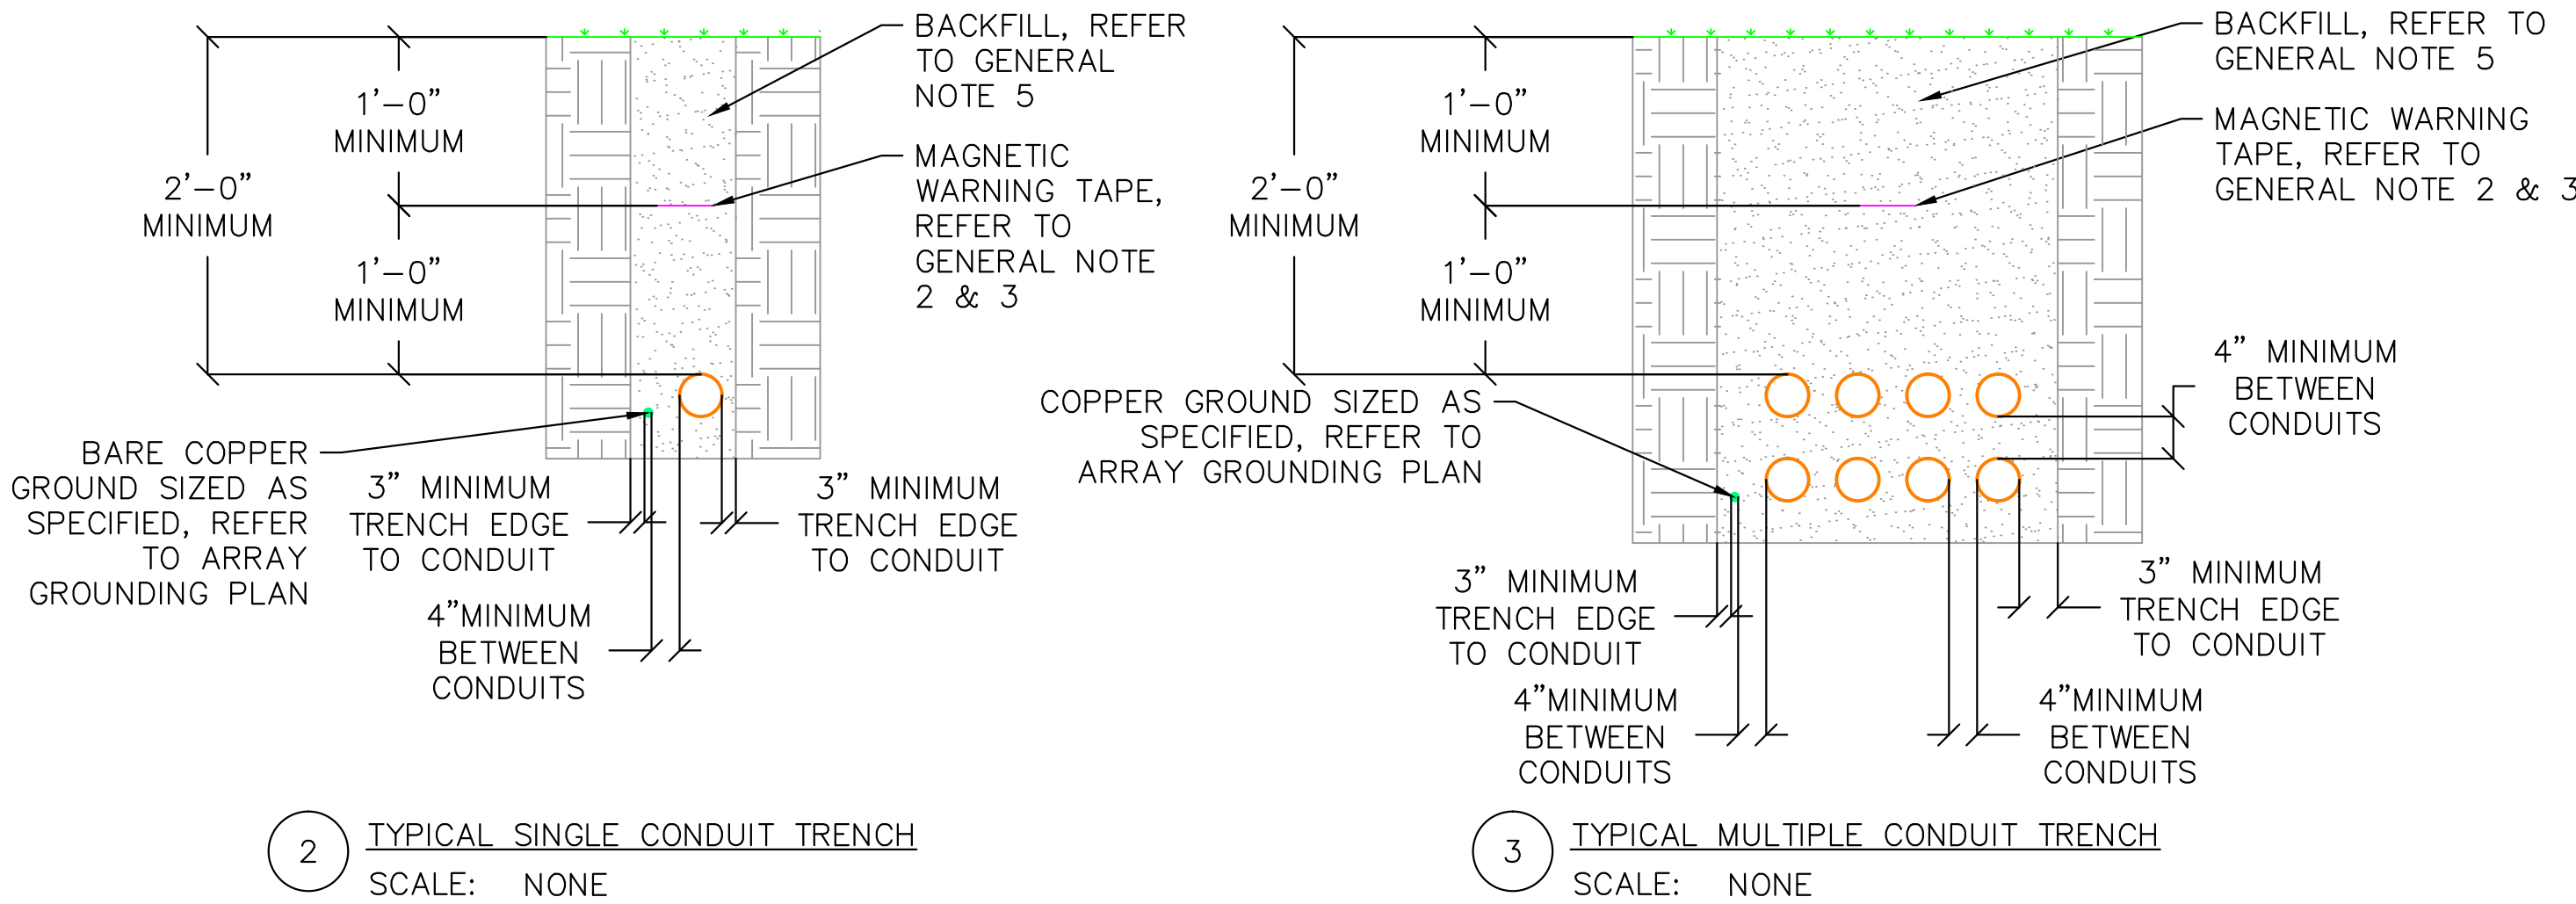 BACKFILL, REFER
TO GENERAL
NOTE 5
1'-0"
MINIMUM
2'-0"
MINIMUM
MAGNETIC
WARNING TAPE,
REFER TO
GENERAL NOTE
2 & 3
1'-0"
MINIMUM
BARE COPPER
GROUND SIZED AS
SPECIFIED, REFER
TO ARRAY
GROUNDING PLAN
3" MINIMUM
TRENCH EDGE
TO CONDUIT
3" MINIMUM
TRENCH EDGE
TO CONDUIT
4"MINIMUM
BETWEEN
CONDUITS
2
TYPICAL SINGLE CONDUIT TRENCH
SCALE: NONE
BACKFILL, REFER TO
GENERAL NOTE 5
1'-0"
MINIMUM
2'-0"
MINIMUM
MAGNETIC WARNING
TAPE, REFER TO
GENERAL NOTE 2 & 3
1'-0"
MINIMUM
4" MINIMUM
BETWEEN
CONDUITS
COPPER GROUND SIZED AS
SPECIFIED, REFER TO
ARRAY GROUNDING PLAN
3" MINIMUM
TRENCH EDGE
TO CONDUIT
3" MINIMUM
TRENCH EDGE
TO CONDUIT
4"MINIMUM
BETWEEN
CONDUITS
4"MINIMUM
BETWEEN
CONDUITS
3
TYPICAL MULTIPLE CONDUIT TRENCH
SCALE: NONE